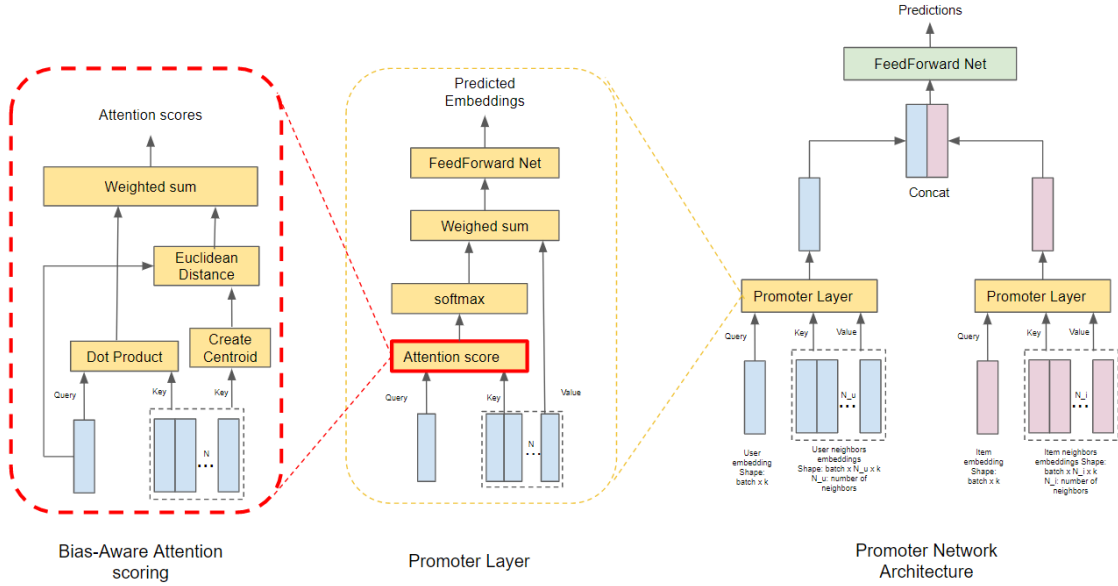 Attention scores
Weighted sum
Euclidean
Distance
Dot Product
Create
Centroid
Query
Key
Key
N
...
Bias-Aware Attention
scoring
Predicted
Embeddings
FeedForward Net
Weighed sum
softmax
Attention score
Query
Key
Value
N
...
Promoter Layer
Predictions
FeedForward Net
Concat
Promoter Layer
Query
Key
Value
N_u
...
User
embedding
Shape:
batch x k
User neighbors
embeddings
Shape: batch x N_u x k
N_u: number of
neighbors
Promoter Layer
Query
Key
Value
N_i
...
Item
embedding
Shape:
batch x k
Item neighbors
embeddings Shape:
batch x N_i x k
N_i: number of
neighbors
Promoter Network
Architecture